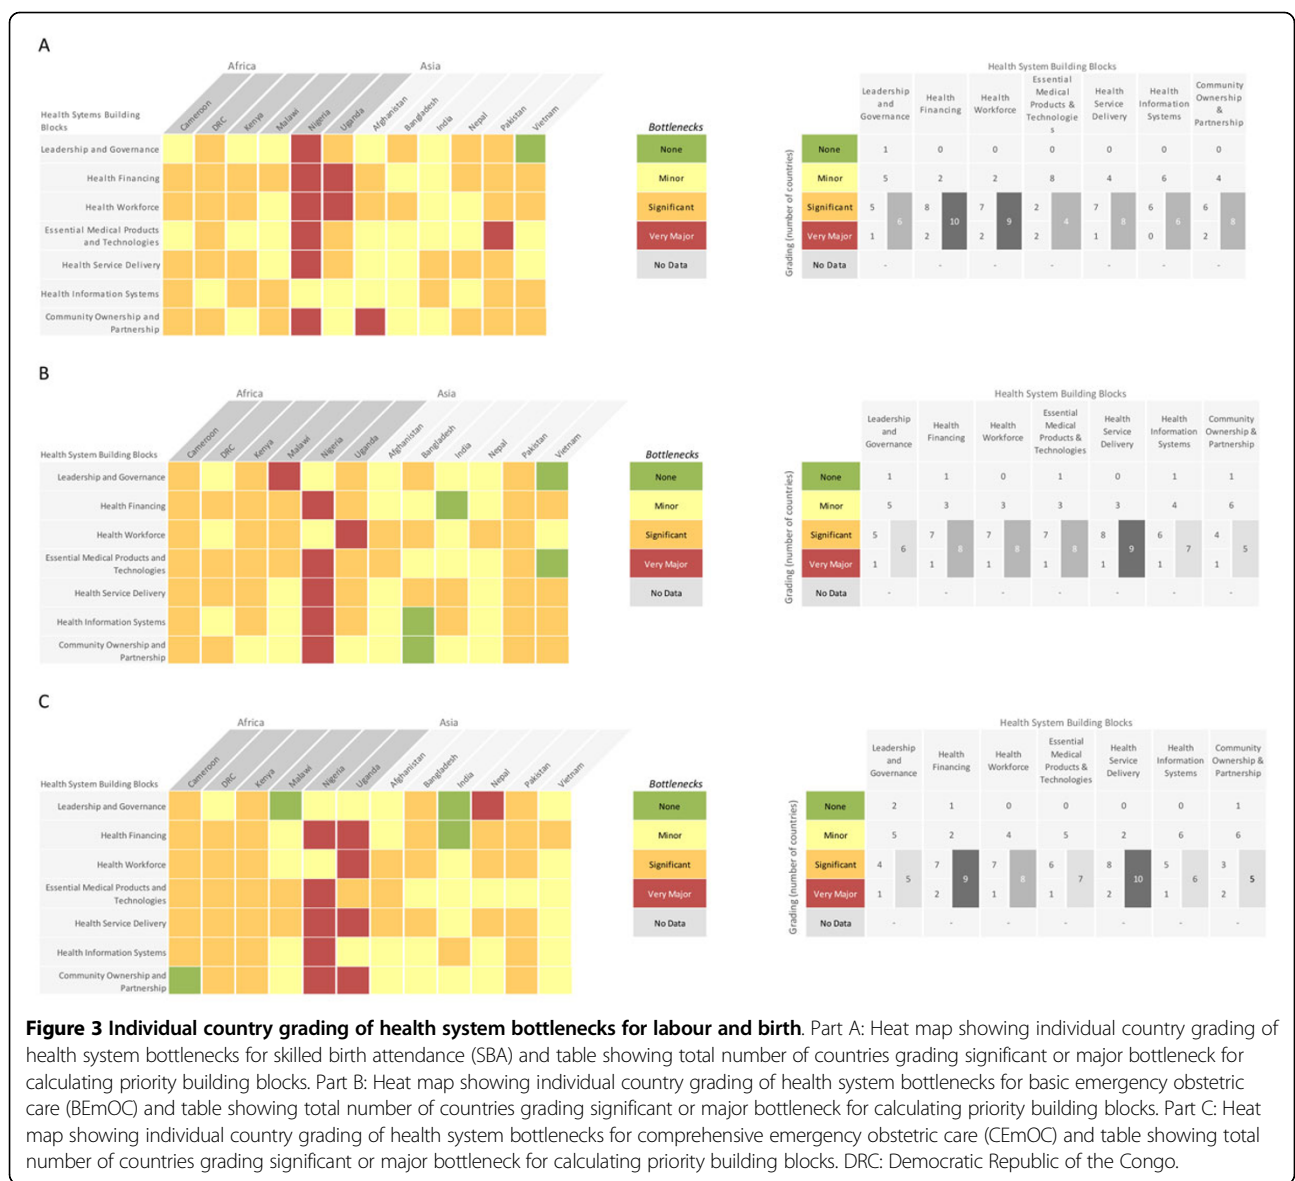 A
Africa
Asia
Health Sytems Building
Blocks
Cameroon
DRC
Kenya
Malawi
Nigeria
Uganda
Afghanistan
Bangladesh
India
Nepal
Pakistan
Vietnam
Leadership and Governance
Health Financing
Health Workforce
Essential Medical Products
and Technologies
Health Service Delivery
Health Information Systems
Community Ownership and
Partnership
Bottlenecks
None
Minor
Significant
Very Major
No Data
Health System Building Blocks
Leadership
and
Governance
Health
Financing
Health
Workforce
Essential
Medical
Products &
Technologie
s
Health
Service
Delivery
Health
Information
Systems
Community
Ownership
&
Partnership
Grading (number of countries)
None 1 0 0 0 0 0 0
Minor 5 2 2 8 4 6 4
Significant 5 8 7 2 7 6 6
6 10 9 4 8 6 8
Very Major 1 2 2 2 1 0 2
No Data - - - - - - -
B
Africa
Asia
Health System Building Blocks
Cameroon
DRC
Kenya
Malawi
Nigeria
Uganda
Afghanistan
Bangladesh
India
Nepal
Pakistan
Vietnam
Leadership and Governance
Health Financing
Health Workforce
Essential Medical Products and
Technologies
Health Service Delivery
Health Information Systems
Community Ownership and
Partnership
Bottlenecks
None
Minor
Significant
Very Major
No Data
Health System Building Blocks
Leadership
and
Governance
Health
Financing
Health
Workforce
Essential
Medical
Products &
Technologies
Health
Service
Delivery
Health
Information
Systems
Community
Ownership &
Partnership
Grading (number of countries)
None 1 1 0 1 0 1 1
Minor 5 3 3 3 3 4 6
Significant 5 7 7 7 8 6 4
6 8 8 8 9 7 5
Very Major 1 1 1 1 1 1 1
No Data - - - - - - -
C
Africa
Asia
Health System Building Blocks
Cameroon
DRC
Kenya
Malawi
Nigeria
Uganda
Afghanistan
Bangladesh
India
Nepal
Pakistan
Vietnam
Leadership and Governance
Health Financing
Health Workforce
Essential Medical Products and
Technologies
Health Service Delivery
Health Information Systems
Community Ownership and
Partnership
Bottlenecks
None
Minor
Significant
Very Major
No Data
Health System Building Blocks
Leadership
and
Governance
Health
Financing
Health
Workforce
Essential
Medical
Products &
Technologies
Health
Service
Delivery
Health
Information
Systems
Community
Ownership &
Partnership
Grading (number of countries)
None 2 1 0 0 0 0 1
Minor 5 2 4 5 2 6 6
Significant 4 7 7 6 8 5 3
5 9 8 7 10 6 5
Very Major 1 2 1 1 2 1 2
No Data - - - - - - -
Figure 3 Individual country grading of health system bottlenecks for labour and birth. Part A: Heat map showing individual country grading of
health system bottlenecks for skilled birth attendance (SBA) and table showing total number of countries grading significant or major bottleneck for
calculating priority building blocks. Part B: Heat map showing individual country grading of health system bottlenecks for basic emergency obstetric
care (BEmOC) and table showing total number of countries grading significant or major bottleneck for calculating priority building blocks. Part C: Heat
map showing individual country grading of health system bottlenecks for comprehensive emergency obstetric care (CEmOC) and table showing total
number of countries grading significant or major bottleneck for calculating priority building blocks. DRC: Democratic Republic of the Congo.